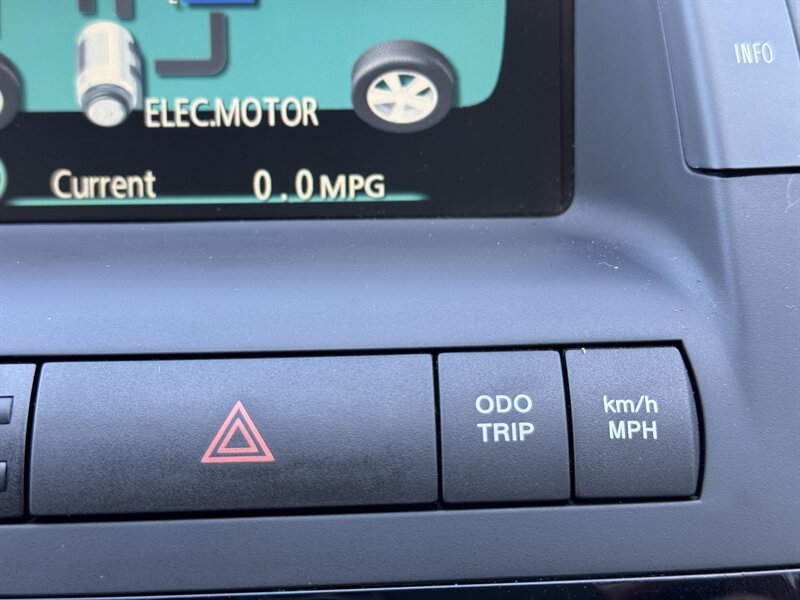 INFO
ELEC.MOTOR
Current 0.0MPG
ODO
TRIP
km/h
MPH